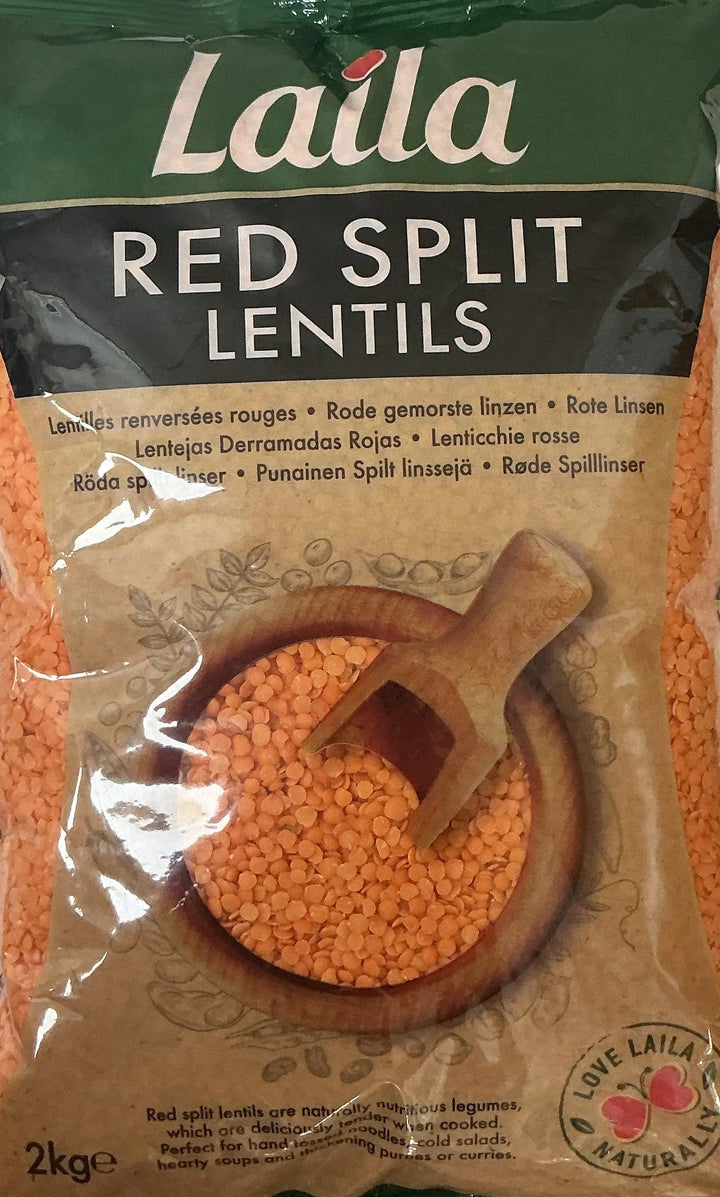 Laila
RED SPLIT
LENTILS
Lentilles renversées rouges • Rode gemorste linzen • Rote Linsen
Lentejas Derramadas Rojas • Lenticchie rosse
Röda linser • Punainen Spilt linssejä • Røde Spilllinser
Red split lentils are naturally nutritious legumes,
which are deliciously tender when cooked.
Perfect for hand tossed noodles, cold salads,
hearty soups and thickening purées or curries.
2kg℮
LOVE LAILA
NATURALLY